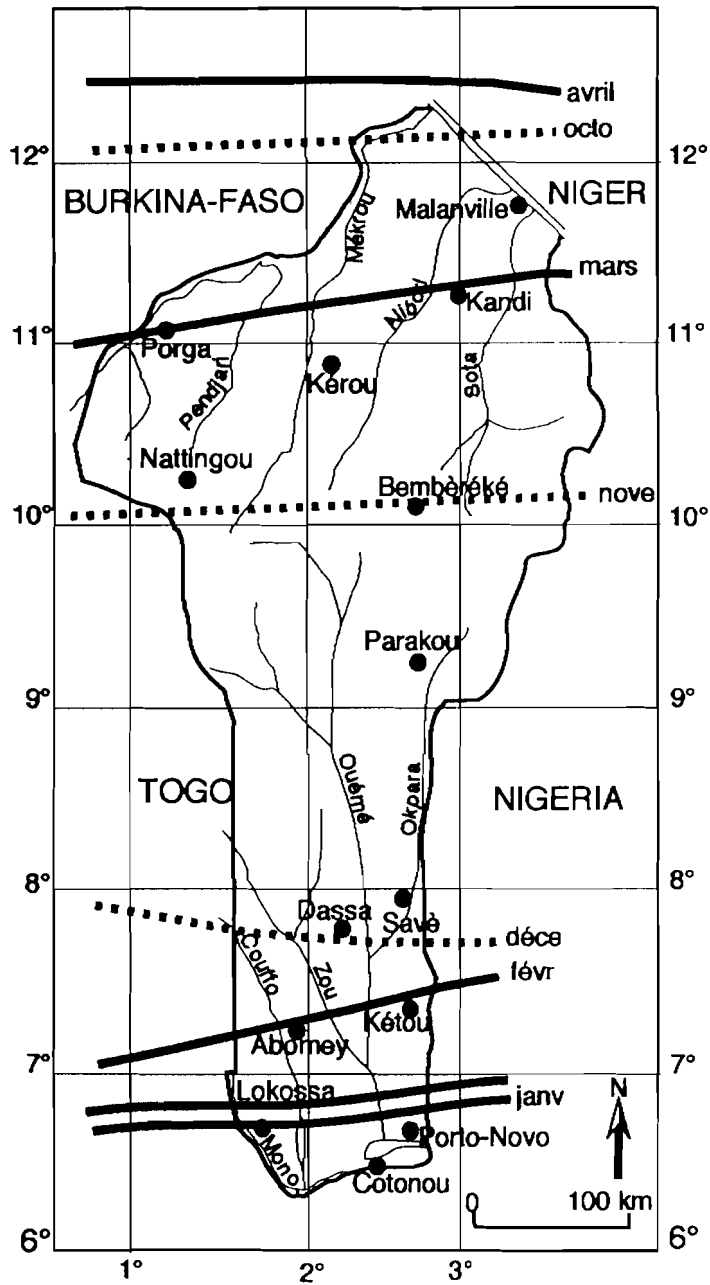 avril
octo
12° 12°
BURKINA-FASO NIGER
Malanville
Mékrou
mars
Kandi
11° 11°
Porga
Kérou
Sota
Pendjari
Nattingou
Bembèréké
nove
10° 10°
Parakou
9° 9°
TOGO NIGERIA
Ouémé
Okpara
8° 8°
Dassa
Savè
déce
févr
Couffo
Zou
Kétou
Abomey
7° 7°
Lokossa
janv
N
Porto-Novo
Mono
Cotonou
0 100 km
6° 6°
1° 2° 3°